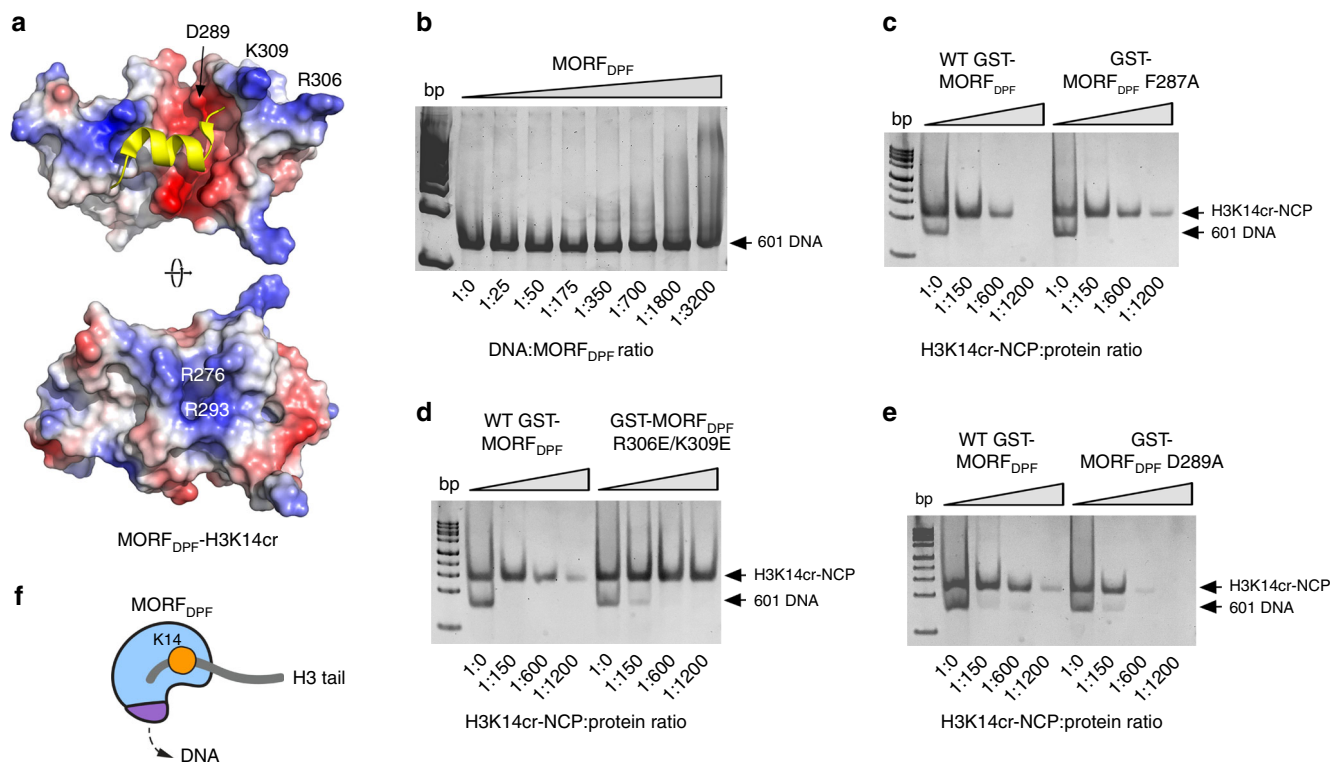 a
D289
K309
R306
R276
R293
MORF_DPF-H3K14cr
b
MORF_DPF
bp
601 DNA
1:0 1:25 1:50 1:175 1:350 1:700 1:1800 1:3200
DNA:MORF_DPF ratio
c
WT GST-
MORF_DPF
GST-
MORF_DPF F287A
bp
H3K14cr-NCP
601 DNA
1:0 1:150 1:600 1:1200 1:0 1:150 1:600 1:1200
H3K14cr-NCP:protein ratio
d
WT GST-
MORF_DPF
GST-MORF_DPF
R306E/K309E
bp
H3K14cr-NCP
601 DNA
1:0 1:150 1:600 1:1200 1:0 1:150 1:600 1:1200
H3K14cr-NCP:protein ratio
e
WT GST-
MORF_DPF
GST-
MORF_DPF D289A
bp
H3K14cr-NCP
601 DNA
1:0 1:150 1:600 1:1200 1:0 1:150 1:600 1:1200
H3K14cr-NCP:protein ratio
f
MORF_DPF
K14
H3 tail
DNA